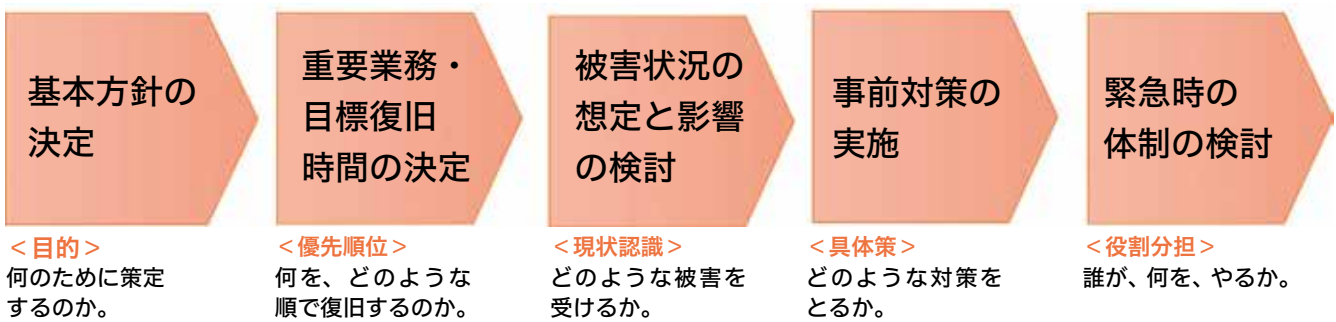 基本方針の
決定
重要業務・
目標復旧
時間の決定
被害状況の
想定と影響
の検討
事前対策の
実施
緊急時の
体制の検討
＜目的＞
何のために策定
するのか。
＜優先順位＞
何を、どのような
順で復旧するのか。
＜現状認識＞
どのような被害を
受けるか。
＜具体策＞
どのような対策を
とるか。
＜役割分担＞
誰が、何を、やるか。